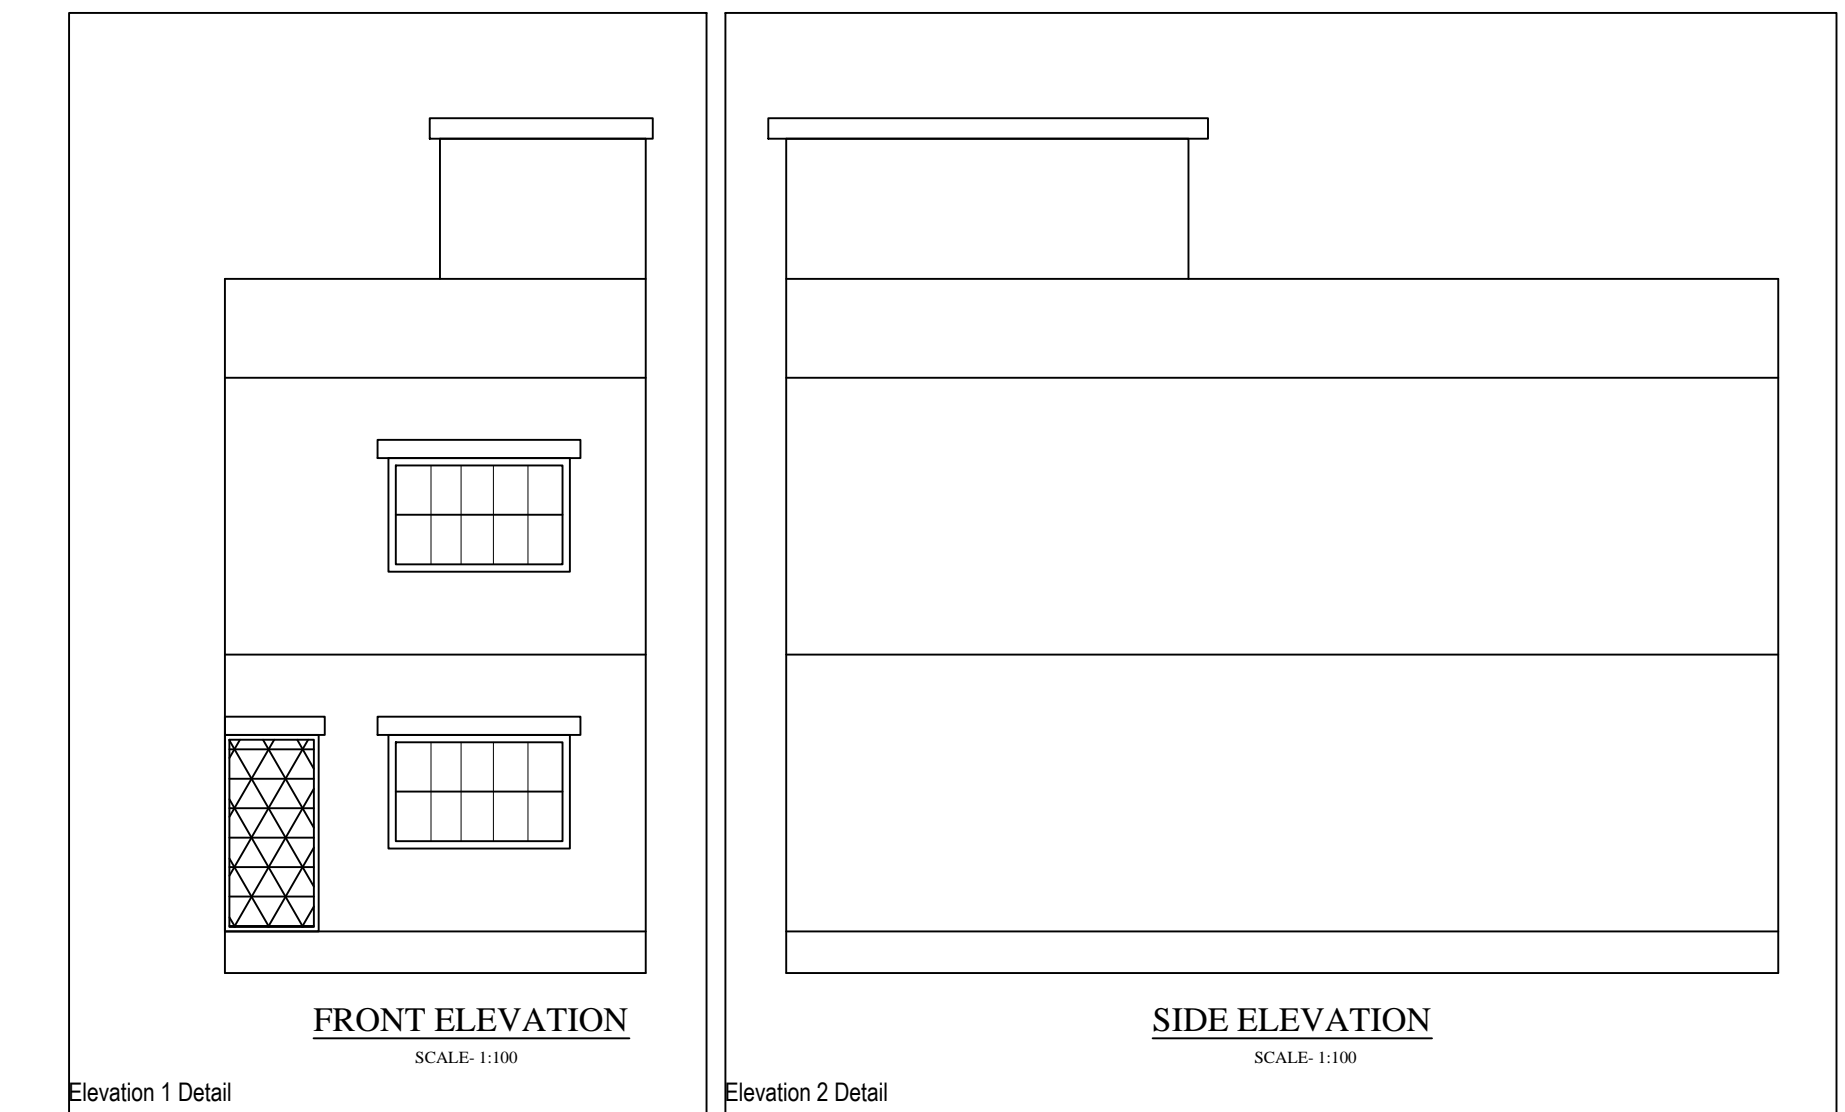 FRONT ELEVATION
SCALE- 1:100
Elevation 1 Detail
SIDE ELEVATION
SCALE- 1:100
Elevation 2 Detail